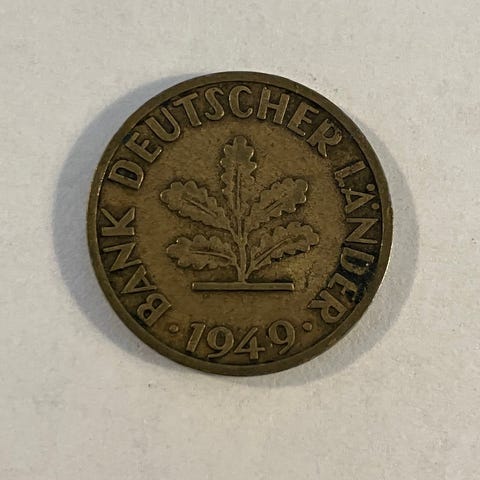 BANK DEUTSCHER LÄNDER
· 1949 ·